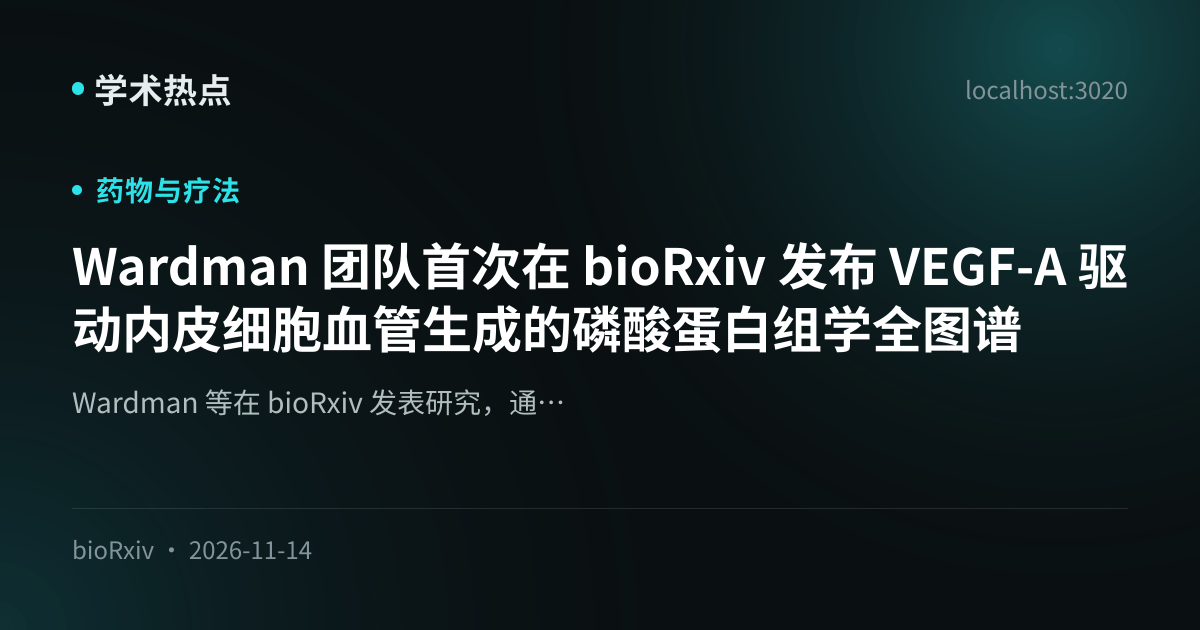 学术热点
localhost:3020
药物与疗法
Wardman 团队首次在 bioRxiv 发布 VEGF-A 驱
动内皮细胞血管生成的磷酸蛋白组学全图谱
Wardman 等在 bioRxiv 发表研究，通…
bioRxiv · 2026-11-14